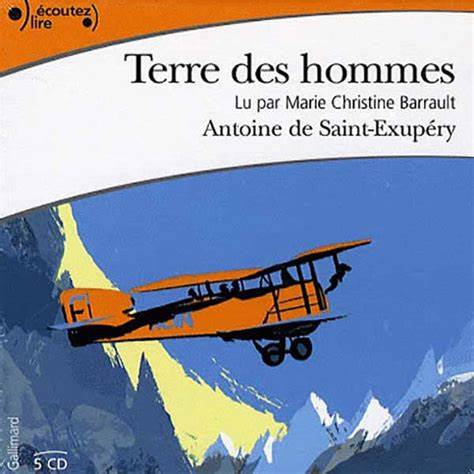 écoutez
lire
Terre des hommes
Lu par Marie Christine Barrault
Antoine de Saint-Exupéry
Gallimard
5 CD